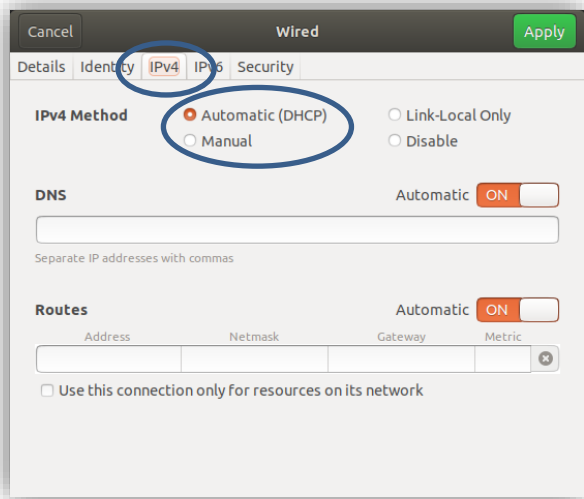 Cancel Wired Apply
Details Identity IPv4 IPv6 Security
IPv4 Method Automatic (DHCP) Link-Local Only
Manual Disable
DNS Automatic ON
Separate IP addresses with commas
Routes Automatic ON
Address Netmask Gateway Metric
Use this connection only for resources on its network